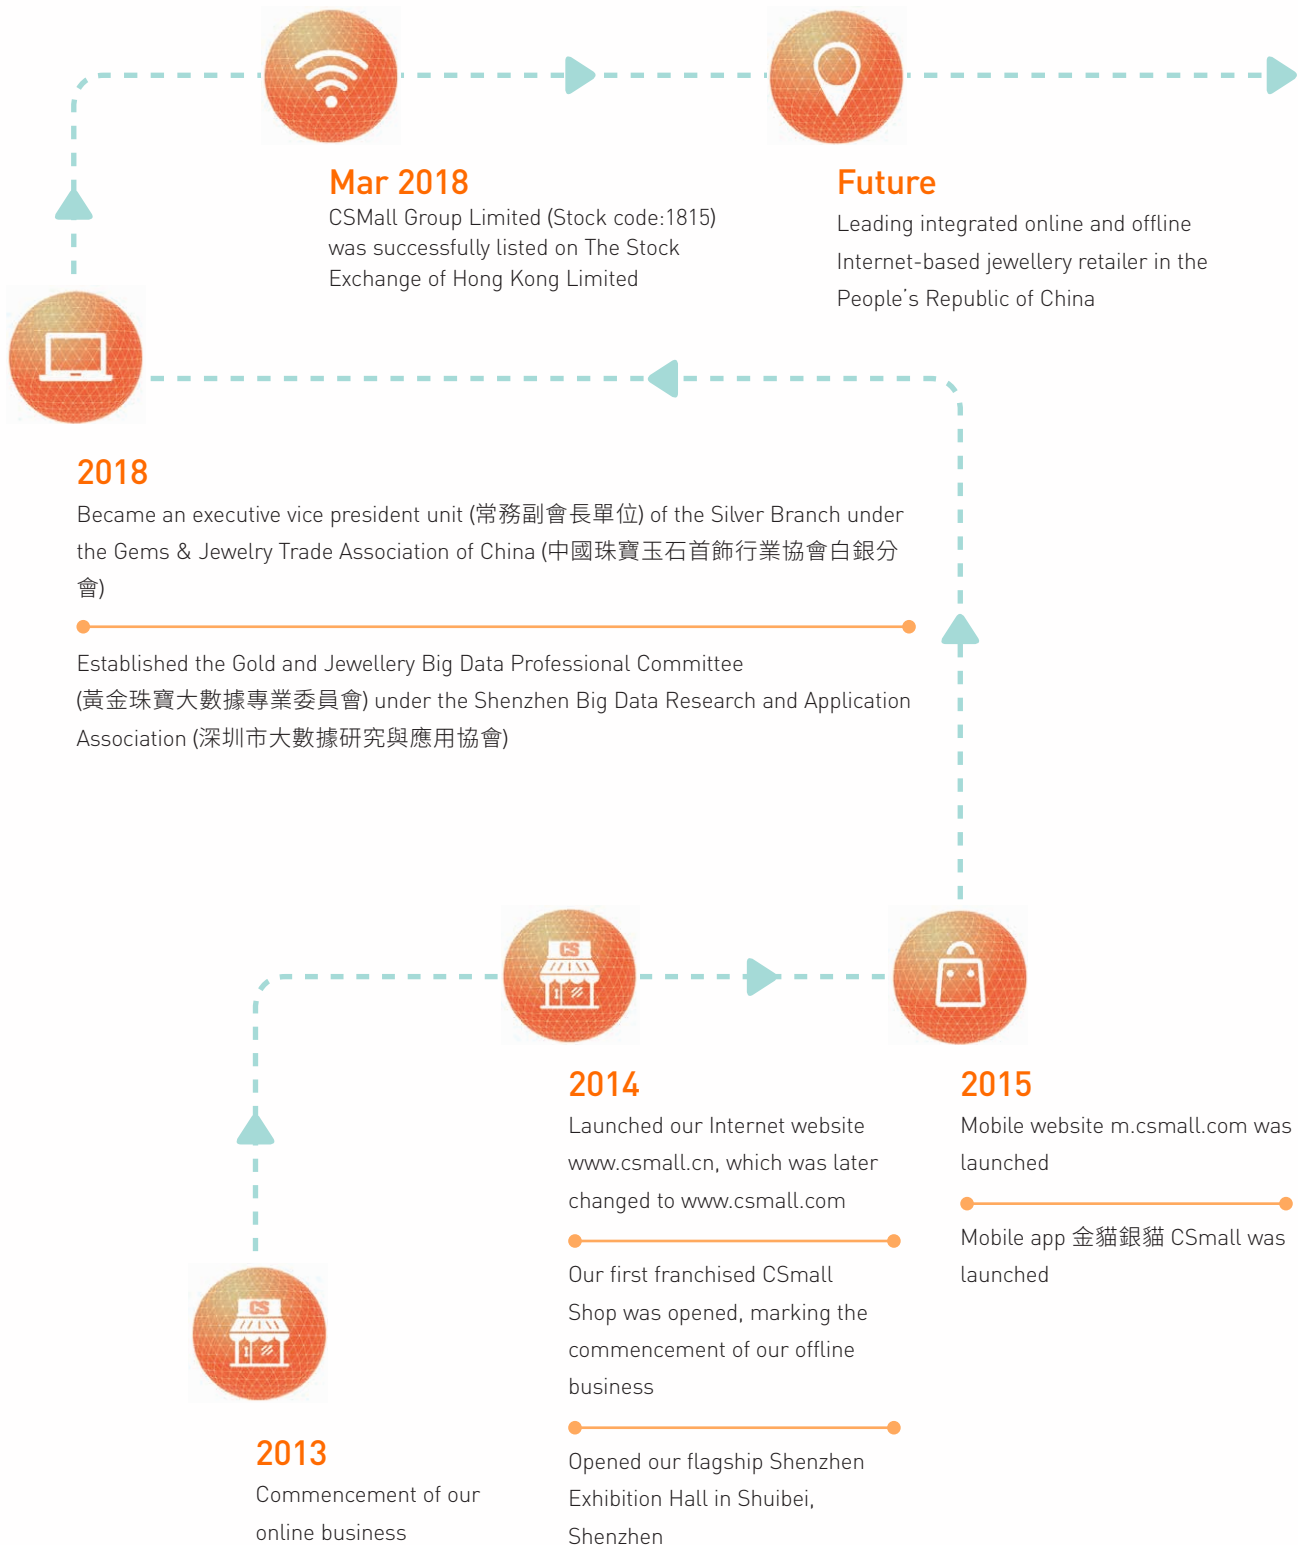 Mar 2018
CSMall Group Limited (Stock code:1815)
was successfully listed on The Stock
Exchange of Hong Kong Limited
Future
Leading integrated online and offline
Internet-based jewellery retailer in the
People's Republic of China
2018
Became an executive vice president unit (常務副會長單位) of the Silver Branch under
the Gems & Jewelry Trade Association of China (中國珠寶玉石首飾行業協會白銀分
會)
Established the Gold and Jewellery Big Data Professional Committee
(黃金珠寶大數據專業委員會) under the Shenzhen Big Data Research and Application
Association (深圳市大數據研究與應用協會)
CS
2014
Launched our Internet website
www.csmall.cn, which was later
changed to www.csmall.com
Our first franchised CSmall
Shop was opened, marking the
commencement of our offline
business
Opened our flagship Shenzhen
Exhibition Hall in Shuibei,
Shenzhen
2015
Mobile website m.csmall.com was
launched
Mobile app 金貓銀貓 CSmall was
launched
CS
2013
Commencement of our
online business